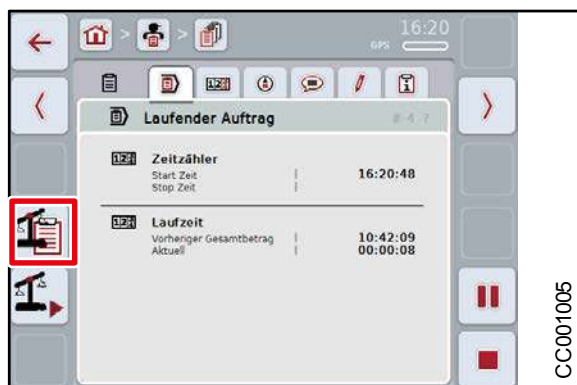 16:20
GPS
Laufender Auftrag
#-4-7
Zeitzähler
Start Zeit | 16:20:48
Stop Zeit |
Laufzeit
Vorheriger Gesamtbetrag | 10:42:09
Aktuell | 00:00:08
CC001005